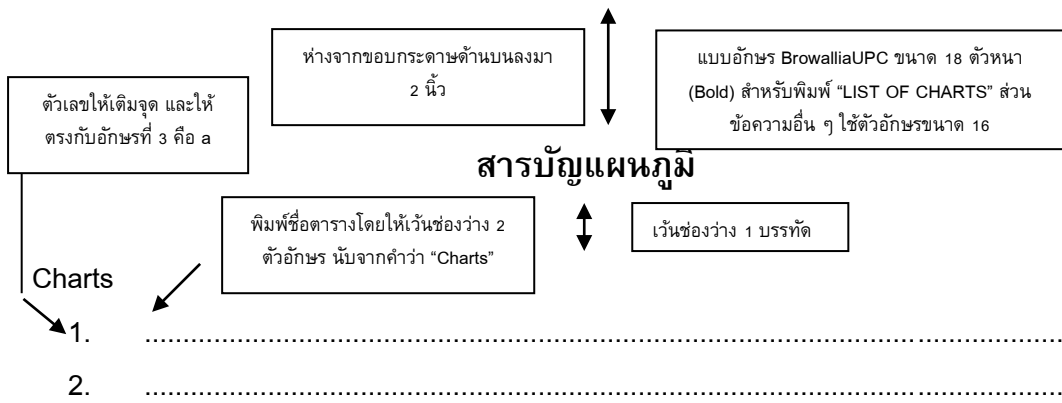 ห่างจากขอบกระดาษด้านบนลงมา
2 นิ้ว
แบบอักษร BrowalliaUPC ขนาด 18 ตัวหนา
(Bold) สำหรับพิมพ์ “LIST OF CHARTS” ส่วน
ข้อความอื่น ๆ ใช้ตัวอักษรขนาด 16
ตัวเลขให้เติมจุด และให้
ตรงกับอักษรที่ 3 คือ a
สารบัญแผนภูมิ
พิมพ์ชื่อตารางโดยให้เว้นช่องว่าง 2
ตัวอักษร นับจากคำว่า “Charts”
เว้นช่องว่าง 1 บรรทัด
Charts
1. ........................................................................................................................
2. ........................................................................................................................